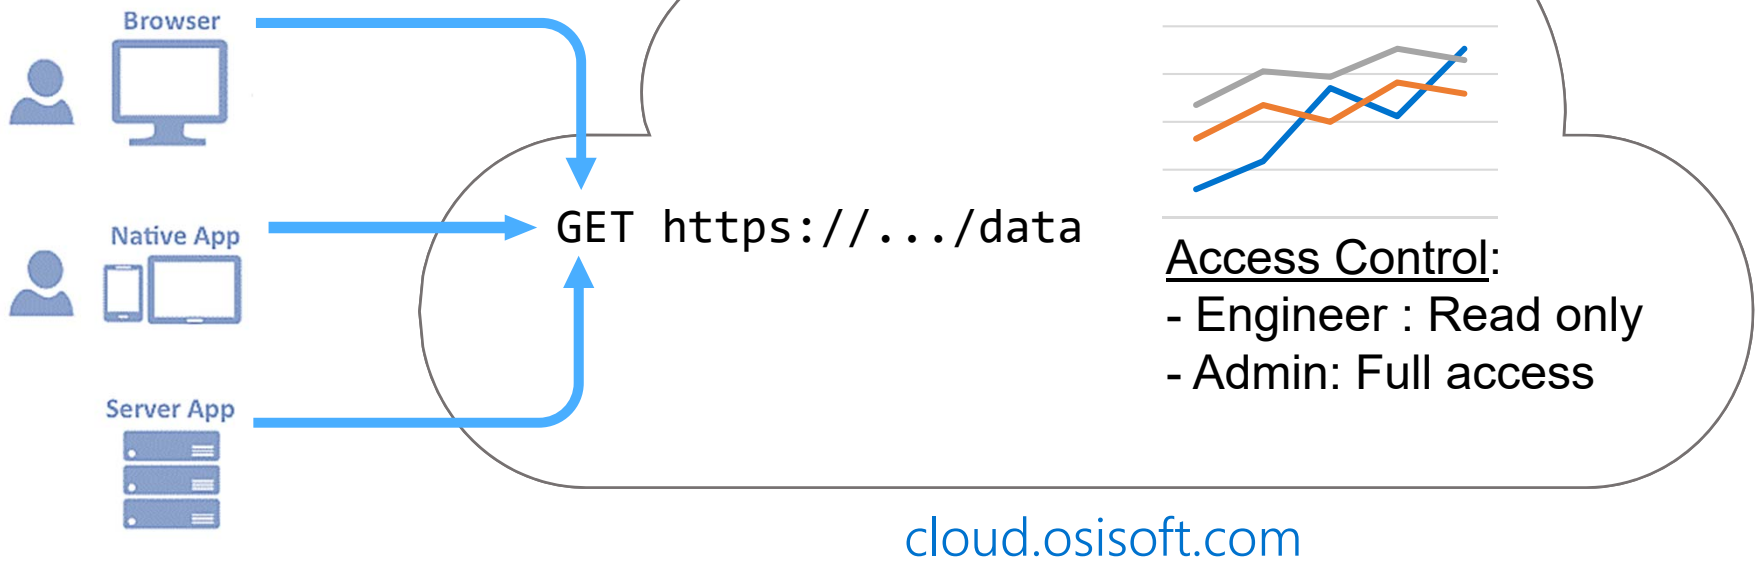 Browser
Native App
Server App
GET https://.../data
Access Control:
- Engineer : Read only
- Admin: Full access
cloud.osisoft.com